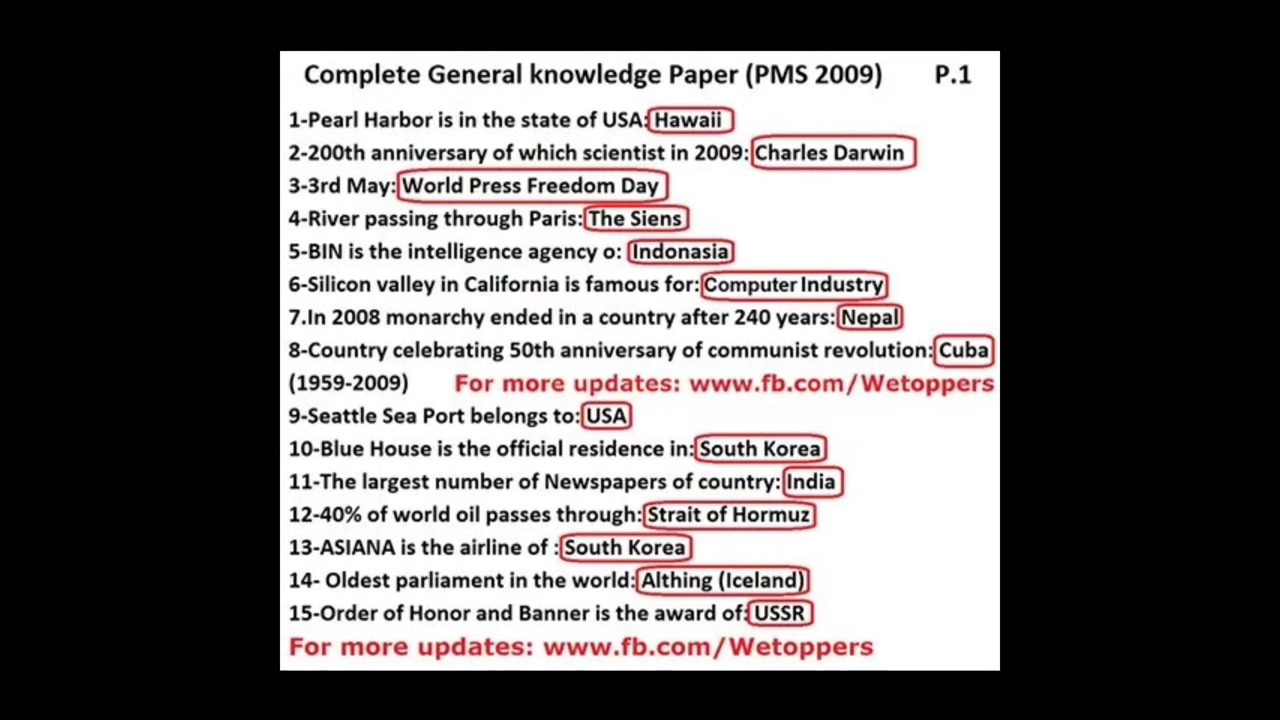 Complete General knowledge Paper (PMS 2009) P.1
1-Pearl Harbor is in the state of USA: Hawaii
2-200th anniversary of which scientist in 2009: Charles Darwin
3-3rd May: World Press Freedom Day
4-River passing through Paris: The Siens
5-BIN is the intelligence agency o: Indonasia
6-Silicon valley in California is famous for: Computer Industry
7.In 2008 monarchy ended in a country after 240 years: Nepal
8-Country celebrating 50th anniversary of communist revolution: Cuba
(1959-2009) For more updates: www.fb.com/Wetoppers
9-Seattle Sea Port belongs to: USA
10-Blue House is the official residence in: South Korea
11-The largest number of Newspapers of country: India
12-40% of world oil passes through: Strait of Hormuz
13-ASIANA is the airline of : South Korea
14- Oldest parliament in the world: Althing (Iceland)
15-Order of Honor and Banner is the award of: USSR
For more updates: www.fb.com/Wetoppers